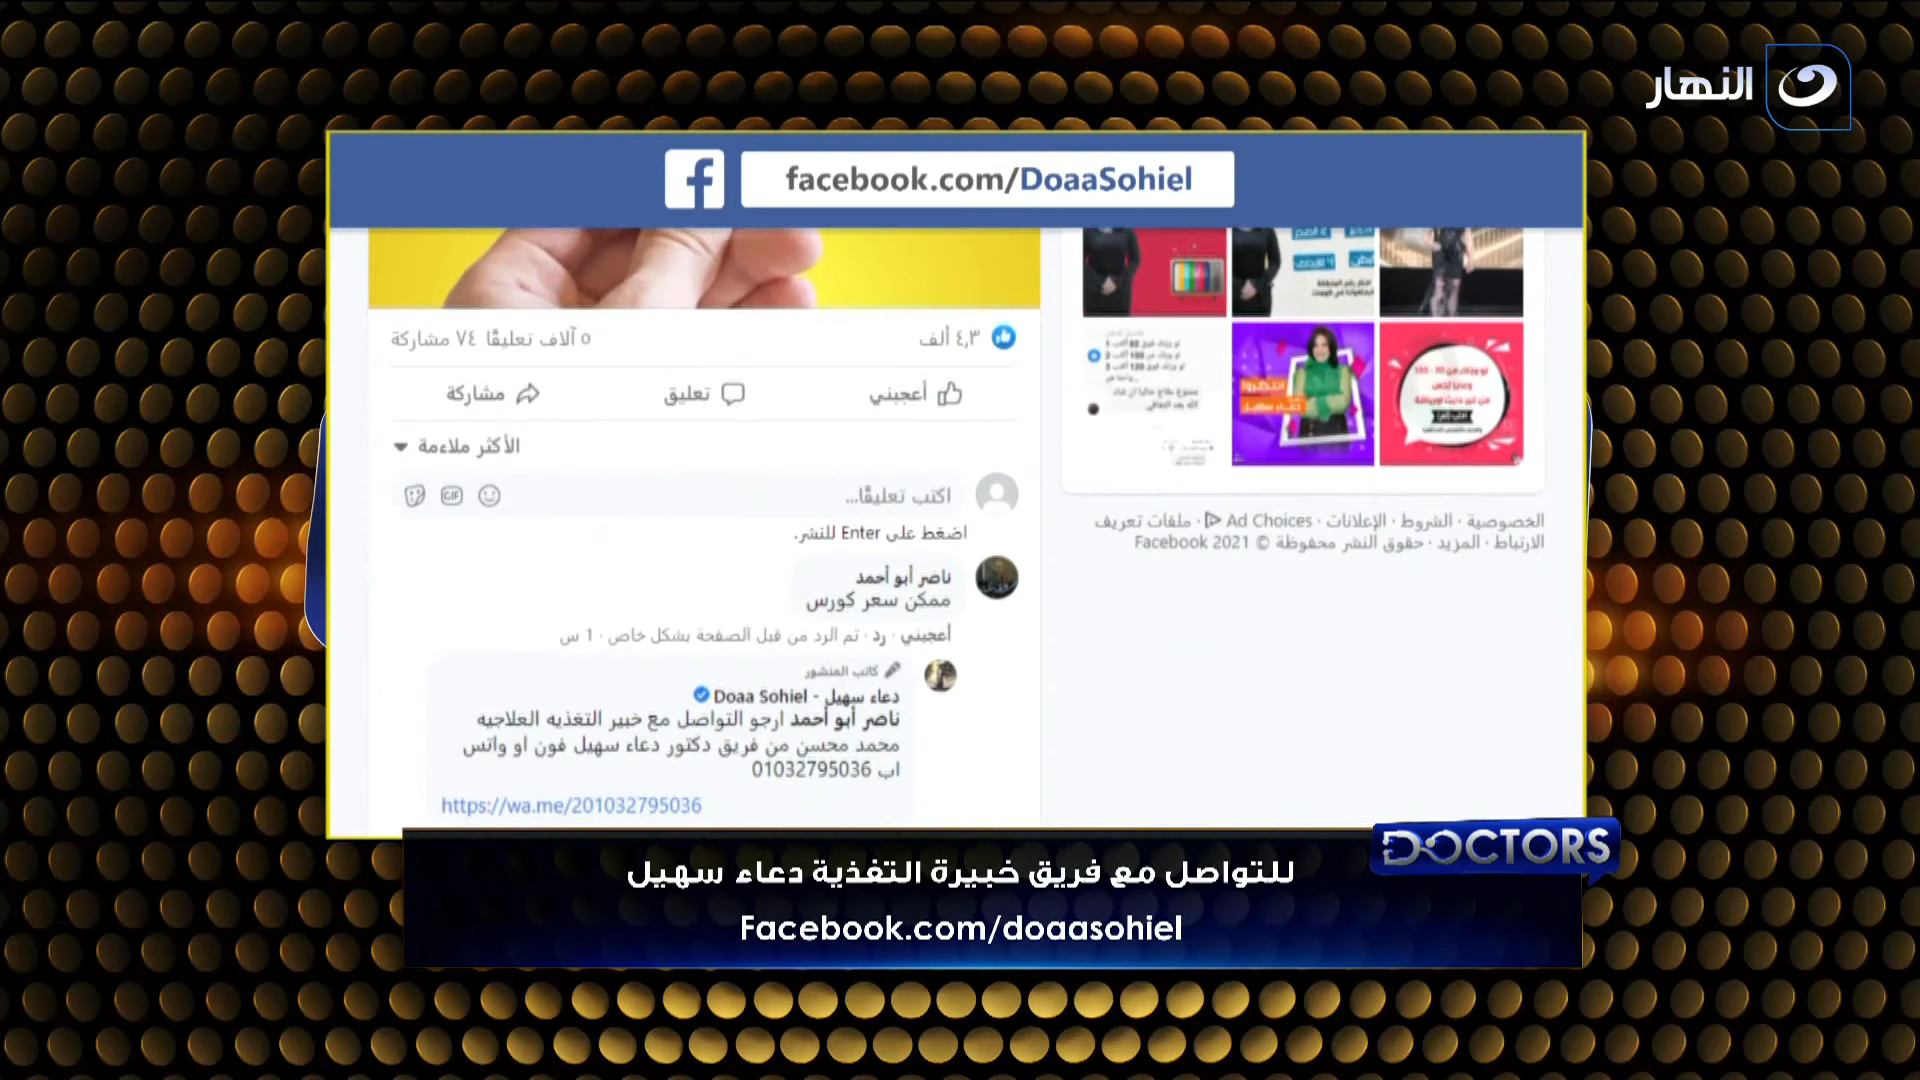 النهار
facebook.com/DoaaSohiel
٤٫٣ ألف
٥ آلاف تعليقًا ٧٤ مشاركة
أعجبني
تعليق
مشاركة
الأكثر ملاءمة
اكتب تعليقًا...
GIF
اضغط على Enter للنشر.
ناصر أبو أحمد
ممكن سعر كورس
أعجبني · رد · تم الرد من قبل الصفحة بشكل خاص · 1 س
كاتب المنشور
دعاء سهيل - Doaa Sohiel
ناصر أبو أحمد ارجو التواصل مع خبير التغذيه العلاجيه
محمد محسن من فريق دكتور دعاء سهيل فون او واتس
اب 01032795036
https://wa.me/201032795036
انتظروا
دعاء سهيل
الخصوصية · الشروط · الإعلانات · Ad Choices · ملفات تعريف
الارتباط · المزيد · حقوق النشر محفوظة © Facebook 2021
DOCTORS
للتواصل مع فريق خبيرة التغذية دعاء سهيل
Facebook.com/doaasohiel